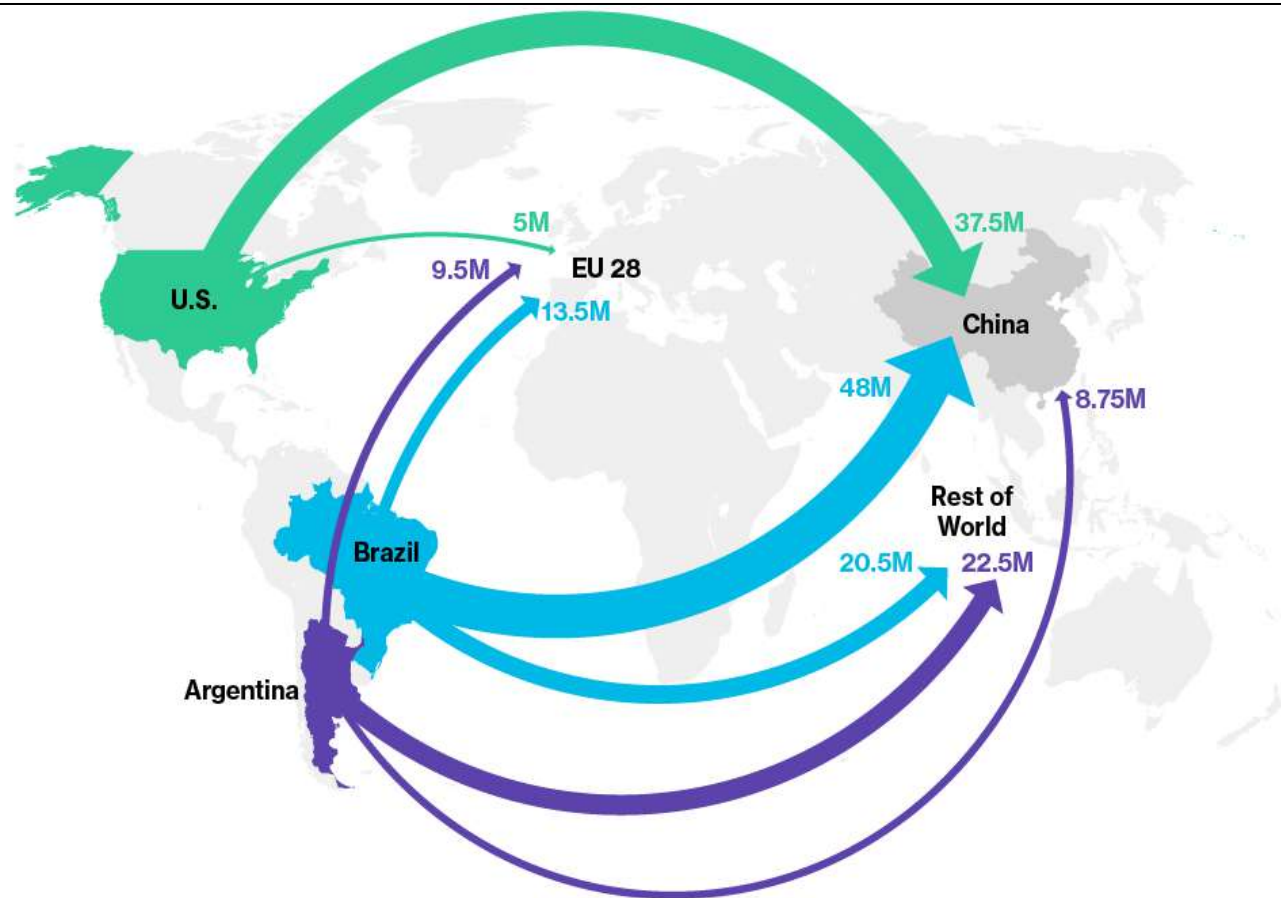 5M
37.5M
9.5M
EU 28
U.S.
13.5M
China
48M
8.75M
Rest of
World
Brazil
20.5M
22.5M
Argentina